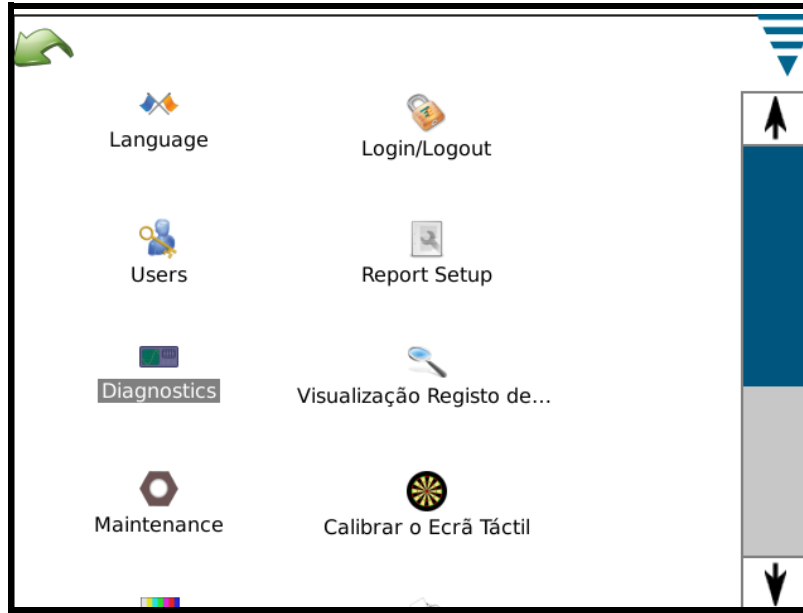 Language
Login/Logout
Users
Report Setup
Diagnostics
Visualização Registo de...
Maintenance
Calibrar o Ecrã Táctil